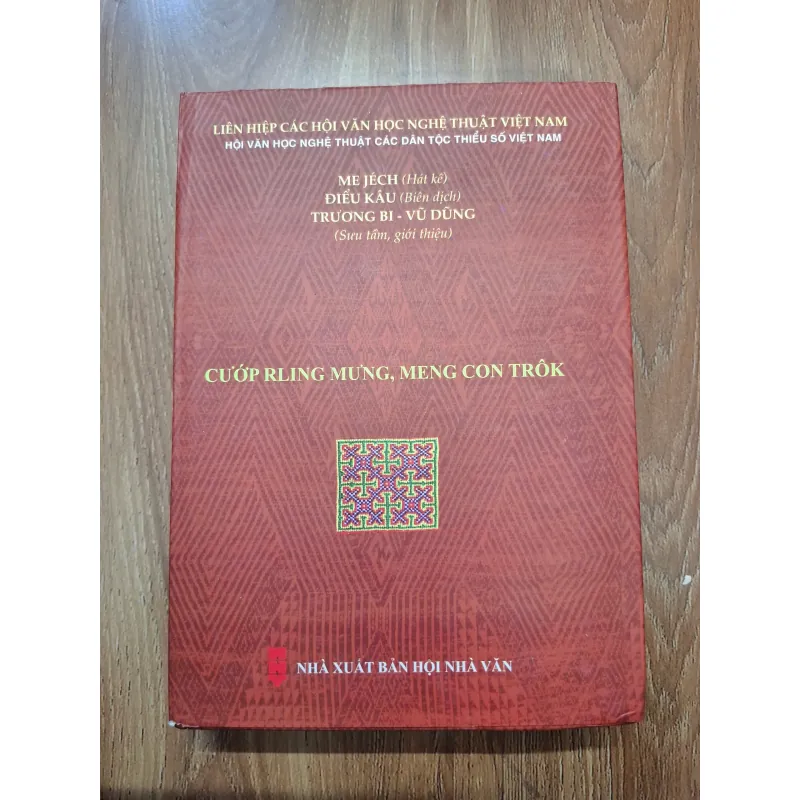 LIÊN HIỆP CÁC HỘI VĂN HỌC NGHỆ THUẬT VIỆT NAM
HỘI VĂN HỌC NGHỆ THUẬT CÁC DÂN TỘC THIỂU SỐ VIỆT NAM
ME JÊCH (Hát kể)
ĐIỂU KÂU (Biên dịch)
TRƯƠNG BI - VŨ DŨNG
(Sưu tầm, giới thiệu)
CƯỚP RLING MƯNG, MENG CON TRÔK
NHÀ XUẤT BẢN HỘI NHÀ VĂN